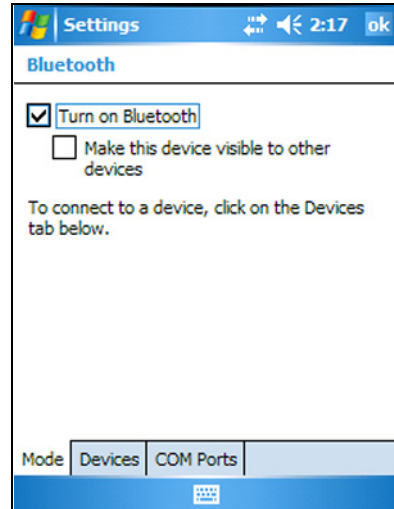 Settings 2:17 ok
Bluetooth
Turn on Bluetooth
Make this device visible to other
devices
To connect to a device, click on the Devices
tab below.
Mode Devices COM Ports